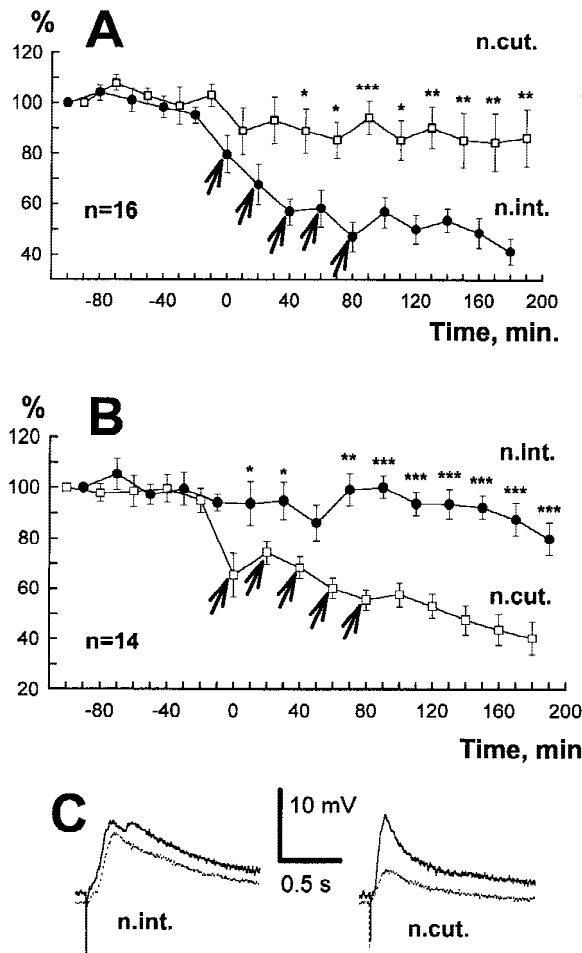 %
A
n.cut.
120
100
80
60
40
* * *** * ** ** ** **
n.int.
n=16
-80 -40 0 40 80 120 160 200
Time, min.
%
B
n.Int.
120
100
80
60
40
20
* * ** *** *** *** *** *** ***
n.cut.
n=14
-80 -40 0 40 80 120 160 200
Time, min
C
10 mV
0.5 s
n.int.
n.cut.